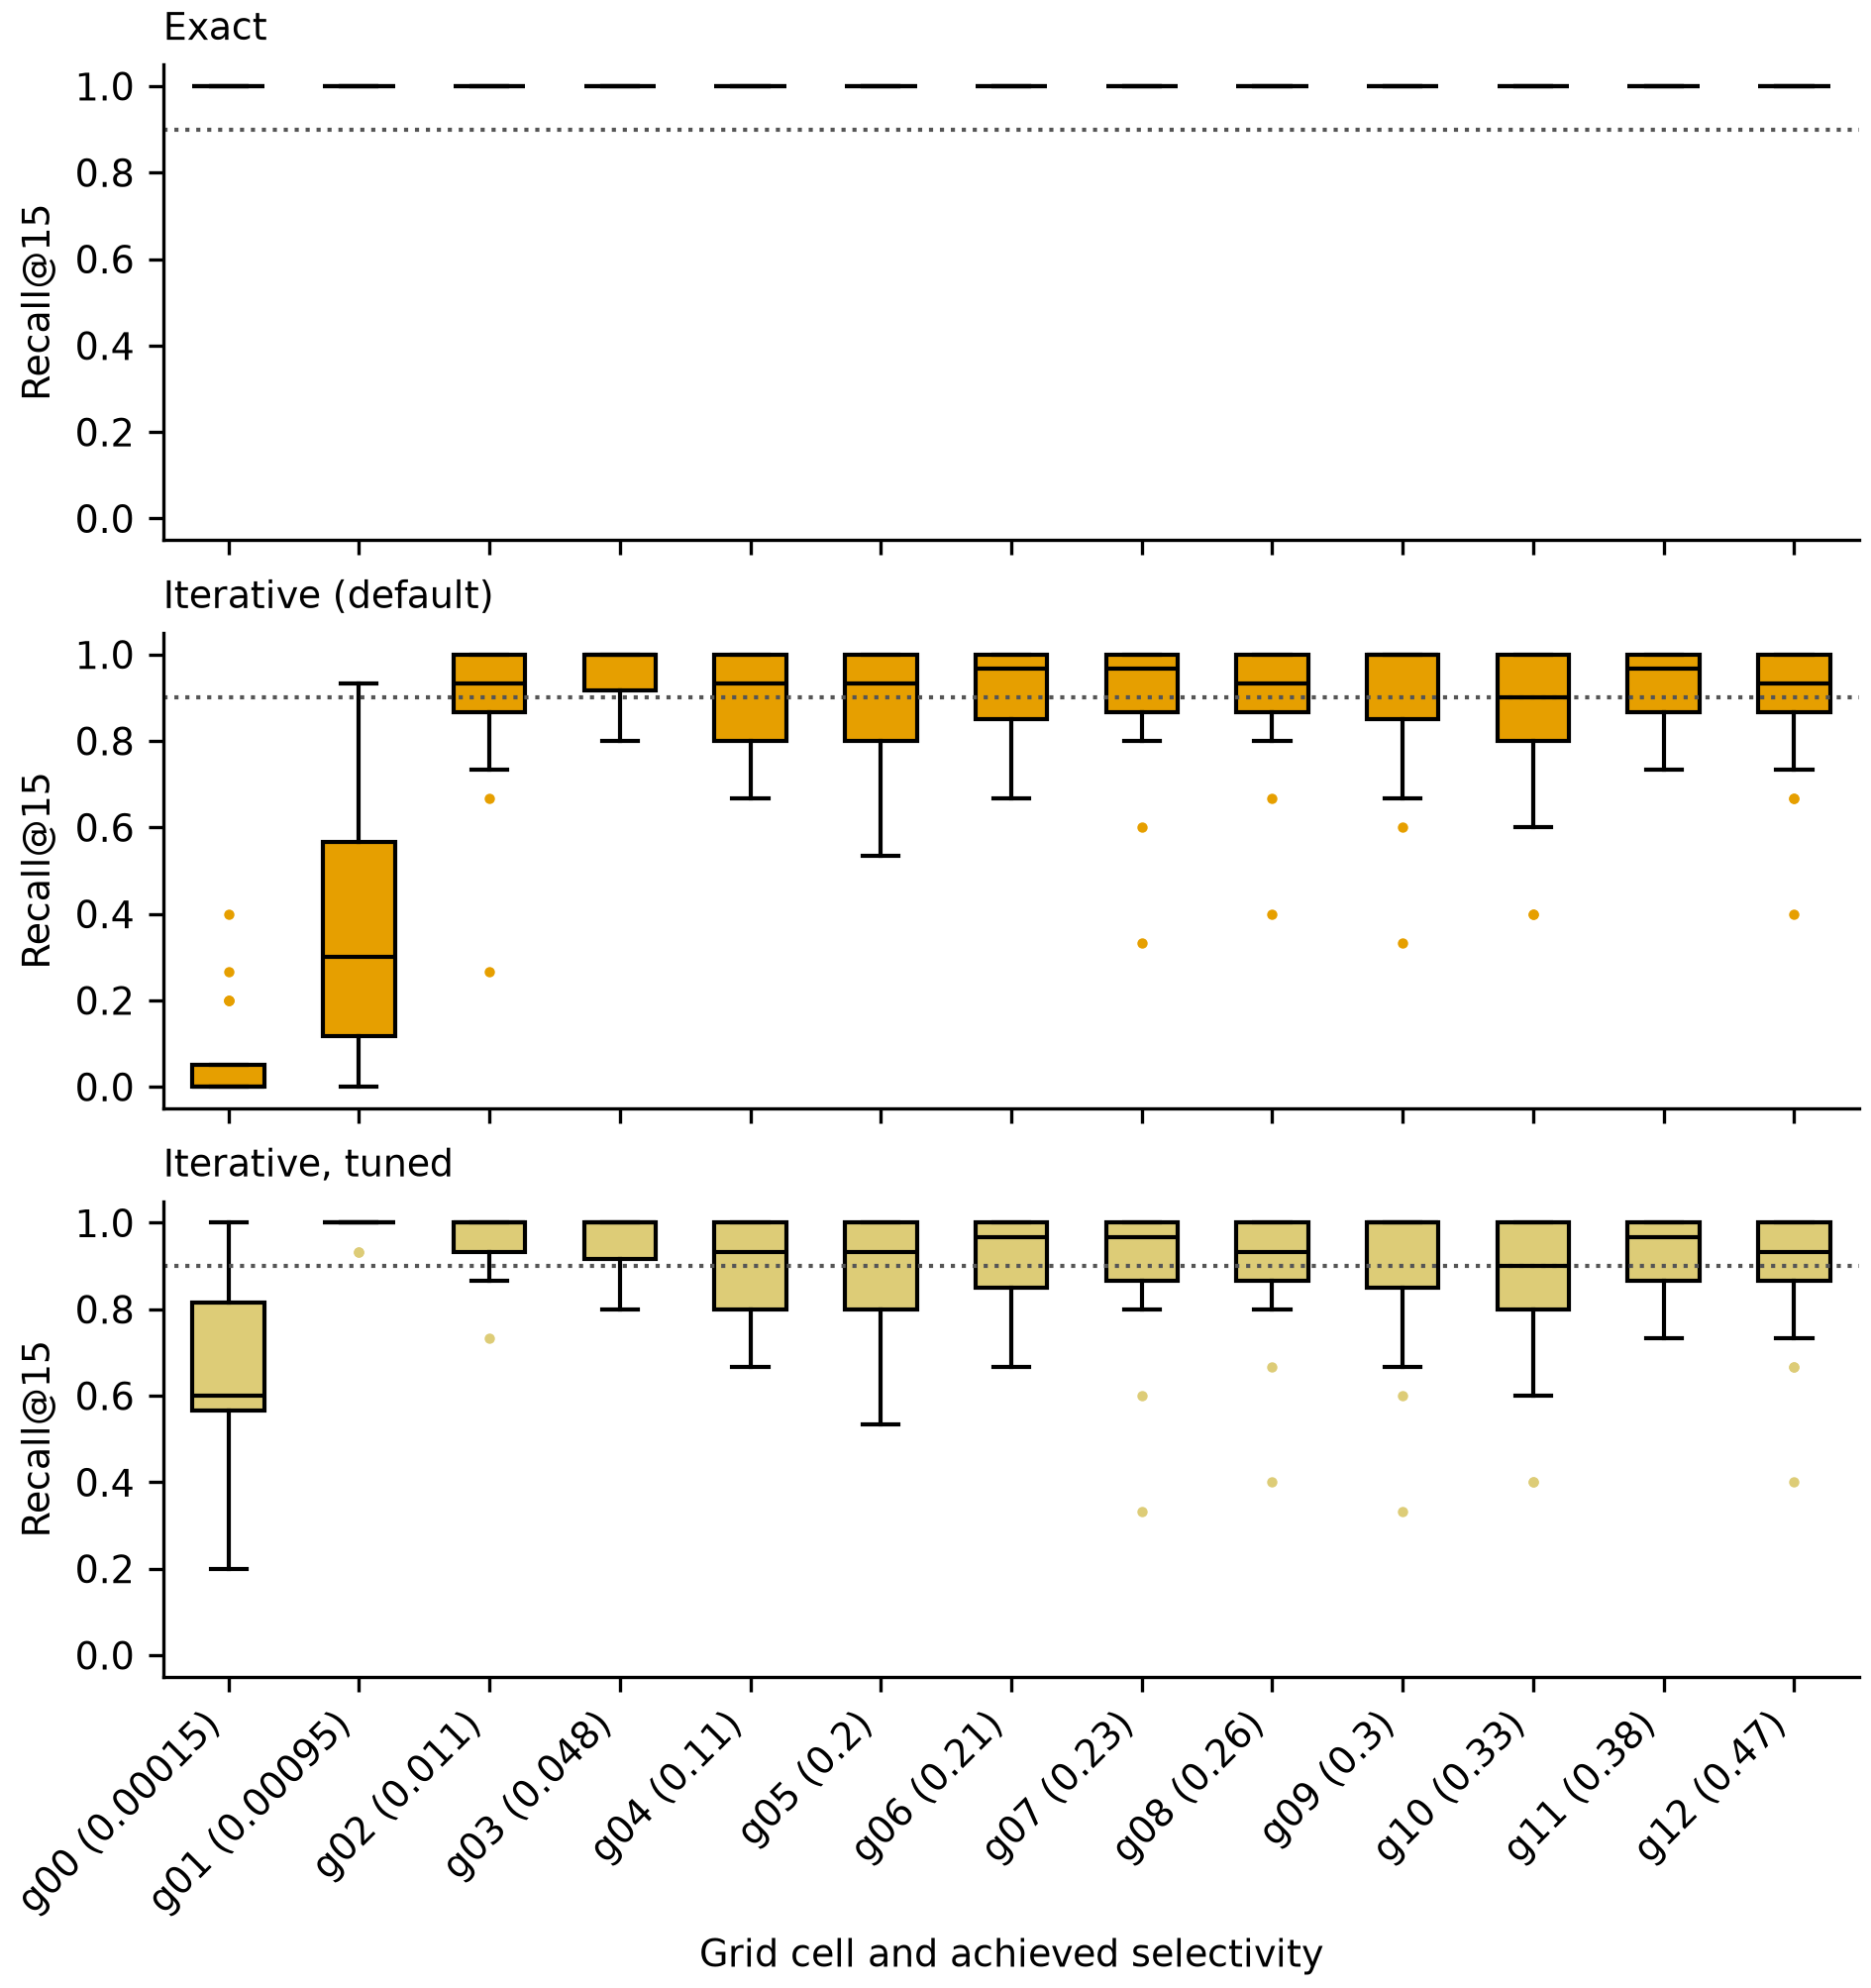 Exact
Recall@15
1.0
0.8
0.6
0.4
0.2
0.0
Iterative (default)
Recall@15
1.0
0.8
0.6
0.4
0.2
0.0
Iterative, tuned
Recall@15
1.0
0.8
0.6
0.4
0.2
0.0
g00 (0.00015)
g01 (0.00095)
g02 (0.011)
g03 (0.048)
g04 (0.11)
g05 (0.2)
g06 (0.21)
g07 (0.23)
g08 (0.26)
g09 (0.3)
g10 (0.33)
g11 (0.38)
g12 (0.47)
Grid cell and achieved selectivity